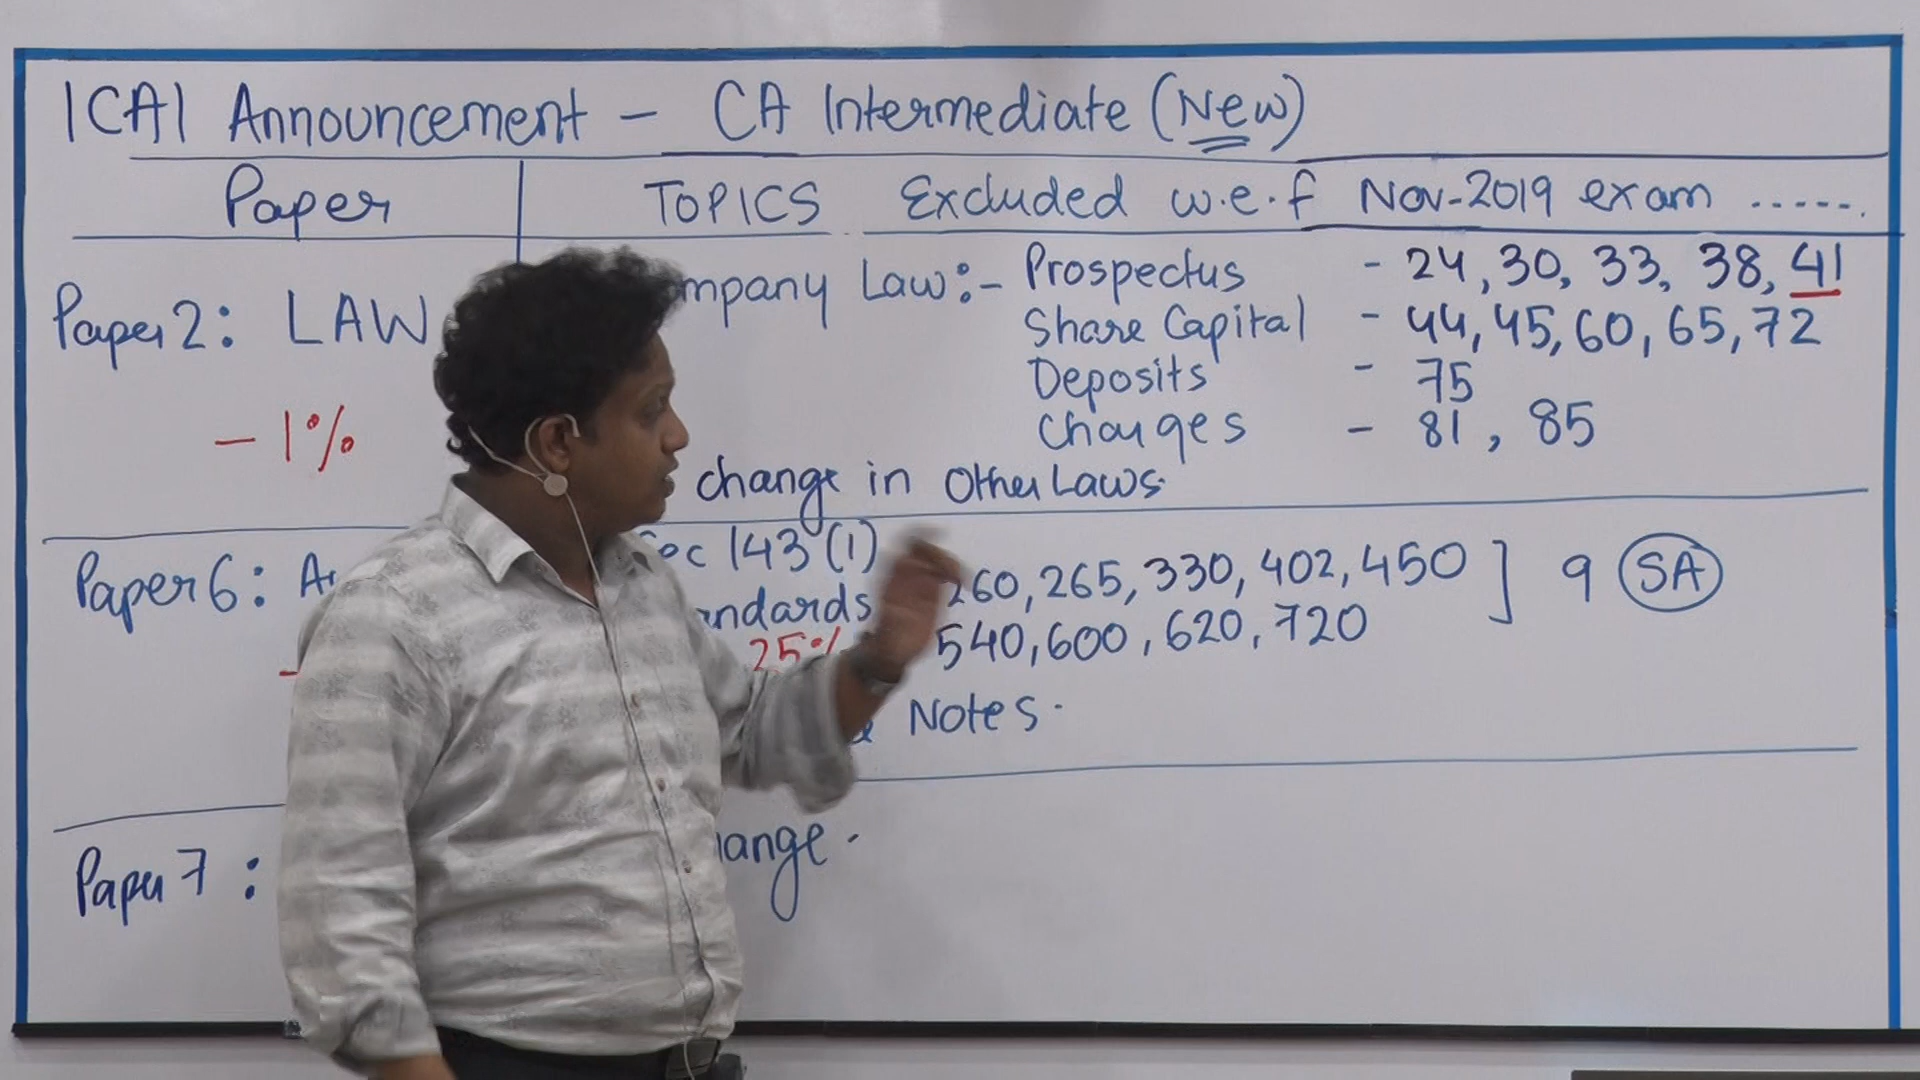 ICAI Announcement - CA Intermediate (New)
Paper TOPICS Excluded w.e.f Nov-2019 exam ......
Paper 2: LAW mpany Law:- Prospectus - 24, 30, 33, 38, 41
Share Capital - 44, 45, 60, 65, 72
Deposits - 75
Charges - 81, 85
-1%
change in Other Laws.
Paper 6: A Sec 143 (1)
ndards 260, 265, 330, 402, 450 ] 9 SA
- 25% 540, 600, 620, 720
Notes.
Paper 7: hange.